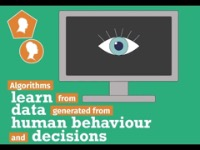 Algorithms
learn from
data generated from
human behaviour
and decisions